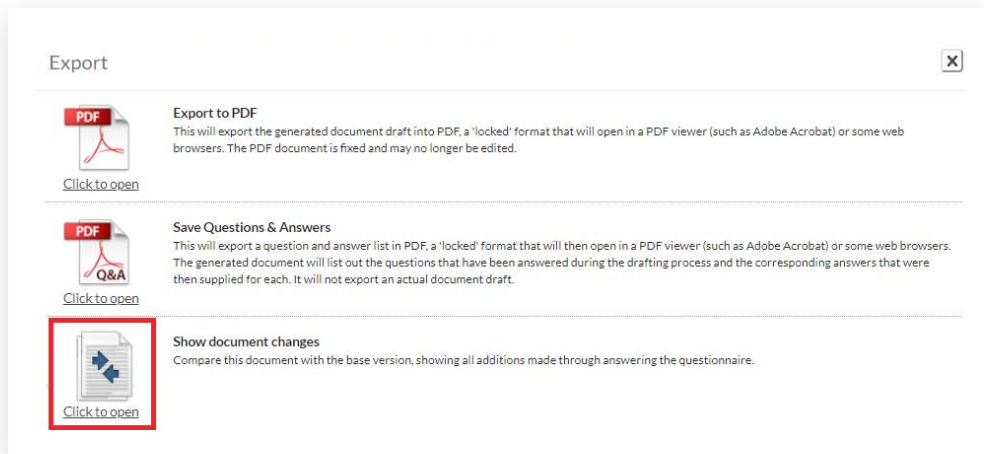 Export
X
PDF
Export to PDF
This will export the generated document draft into PDF, a 'locked' format that will open in a PDF viewer (such as Adobe Acrobat) or some web
browsers. The PDF document is fixed and may no longer be edited.
Click to open
PDF
Q&A
Save Questions & Answers
This will export a question and answer list in PDF, a 'locked' format that will then open in a PDF viewer (such as Adobe Acrobat) or some web browsers.
The generated document will list out the questions that have been answered during the drafting process and the corresponding answers that were
then supplied for each. It will not export an actual document draft.
Click to open
Show document changes
Compare this document with the base version, showing all additions made through answering the questionnaire.
Click to open